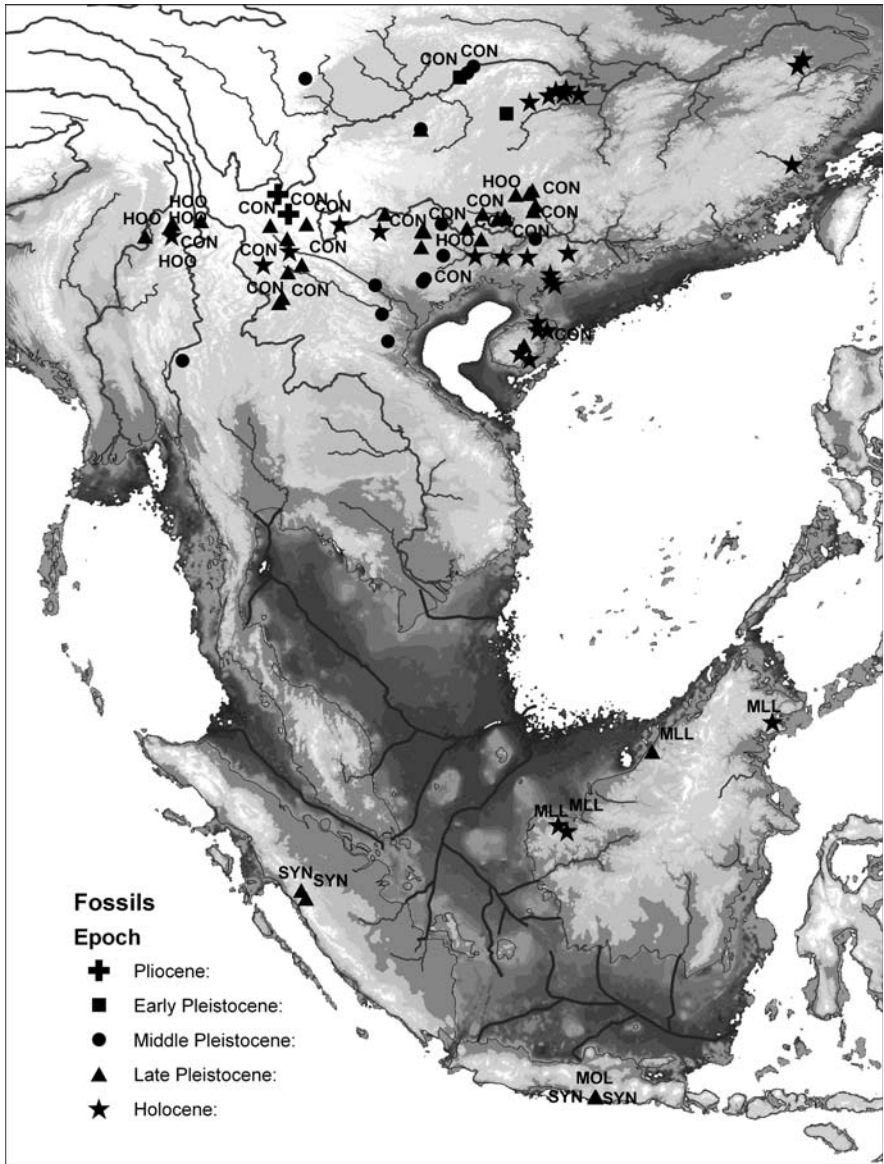 CON
CON
HOO
CON
HOO
CON
CON
CON
CON
HOO
HOO
CON
CON
CON
CON
HOO
CON
CON
CON
HOO
CON
CON
CON
CON
CON
MLL
MLL
MLL
MLL
SYN
SYN
Fossils
Epoch
Pliocene:
Early Pleistocene:
Middle Pleistocene:
Late Pleistocene:
Holocene:
MOL
SYN
SYN